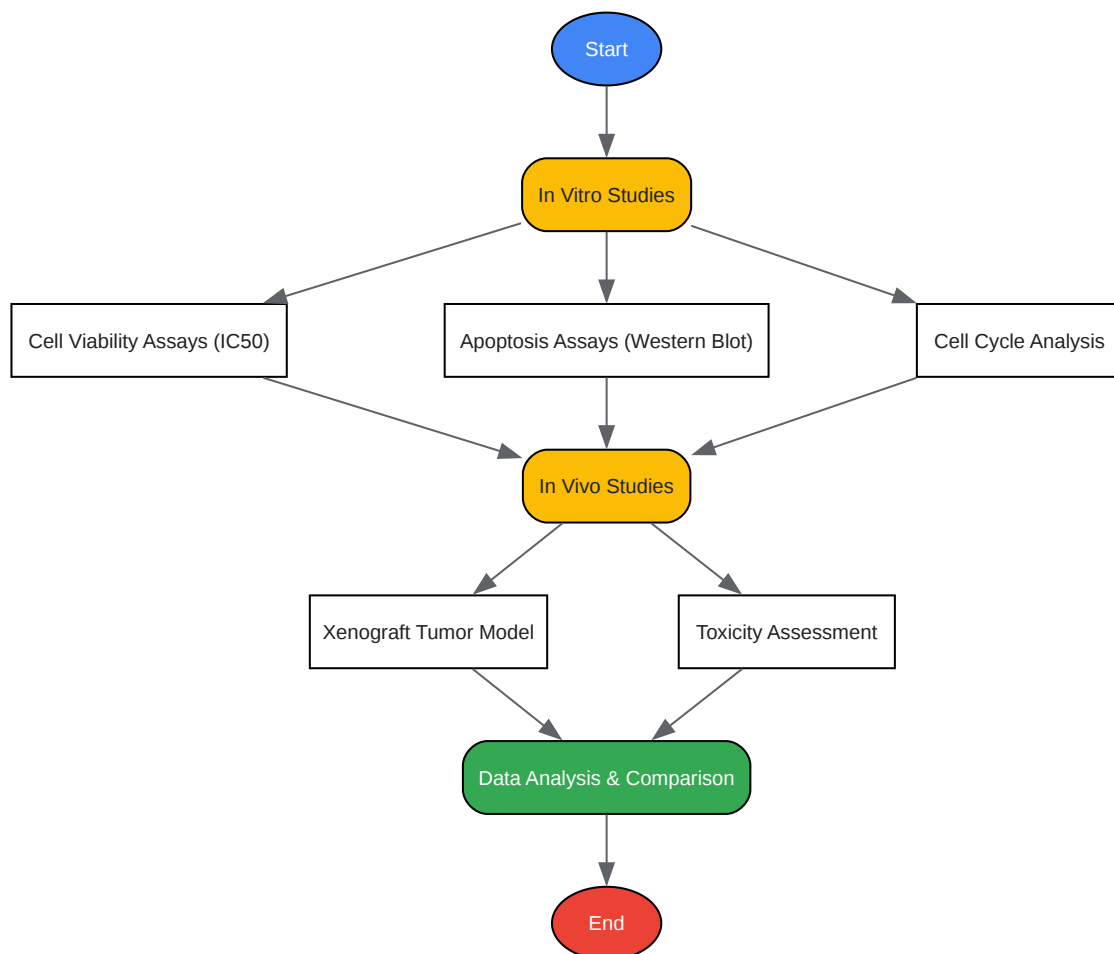 Start
In Vitro Studies
Cell Viability Assays (IC50)
Apoptosis Assays (Western Blot)
Cell Cycle Analysis
In Vivo Studies
Xenograft Tumor Model
Toxicity Assessment
Data Analysis & Comparison
End